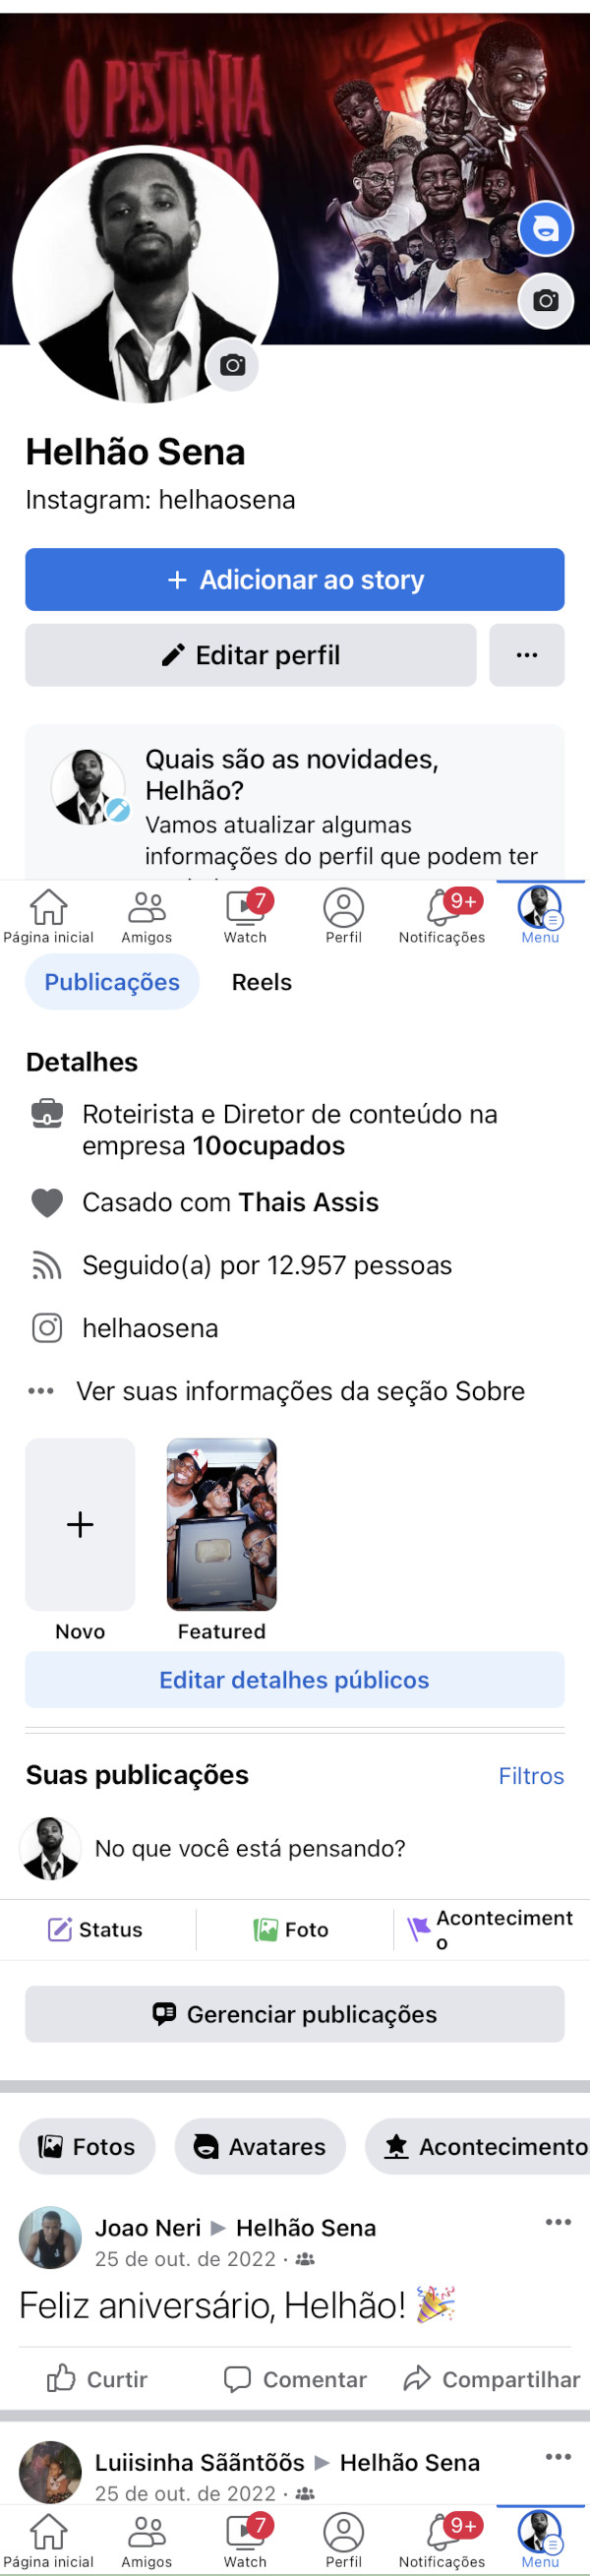 O PESTINHA
Helhão Sena
Instagram: helhaosena
+ Adicionar ao story
Editar perfil
Quais são as novidades,
Helhão?
Vamos atualizar algumas
informações do perfil que podem ter
7
9+
Página inicial Amigos Watch Perfil Notificações Menu
Publicações Reels
Detalhes
Roteirista e Diretor de conteúdo na
empresa 10ocupados
Casado com Thais Assis
Seguido(a) por 12.957 pessoas
helhaosena
Ver suas informações da seção Sobre
Novo Featured
Editar detalhes públicos
Suas publicações Filtros
No que você está pensando?
Status Foto Aconteciment
o
Gerenciar publicações
Fotos Avatares Acontecimento
Joao Neri ▶ Helhão Sena
25 de out. de 2022 ·
Feliz aniversário, Helhão! 🎉
Curtir Comentar Compartilhar
Luiisinha Sããntõõs ▶ Helhão Sena
25 de out. de 2022 ·
7
9+
Página inicial Amigos Watch Perfil Notificações Menu